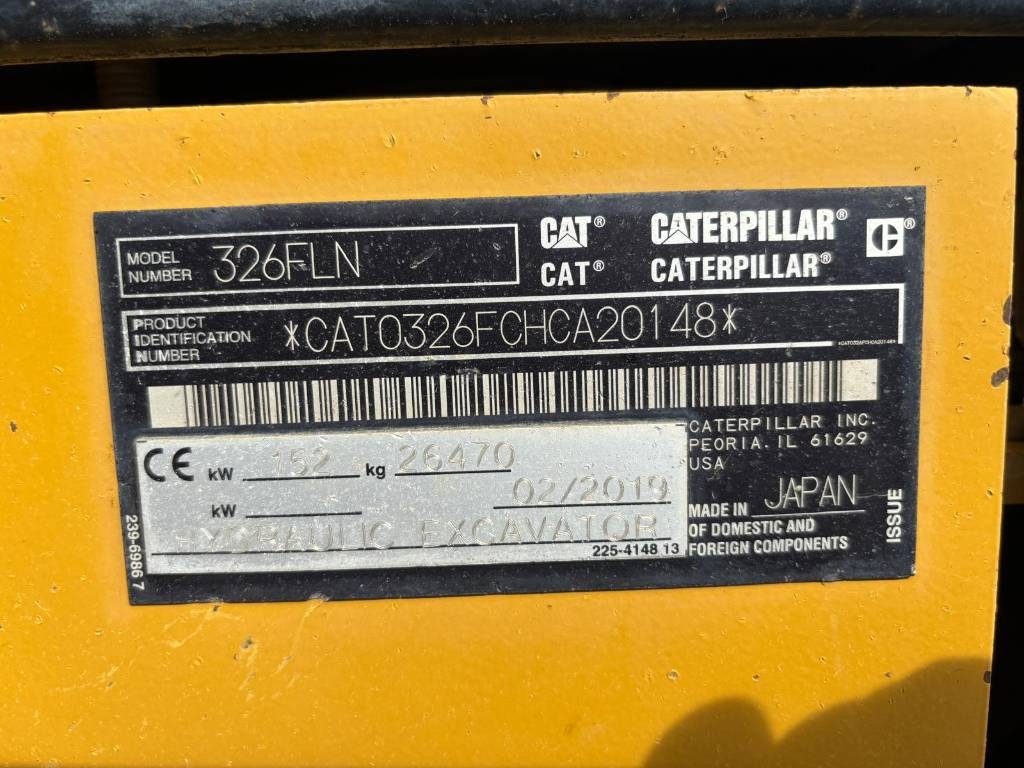 MODEL NUMBER 326FLN
CAT® CATERPILLAR® C®
CAT® CATERPILLAR®
PRODUCT IDENTIFICATION NUMBER *CAT0326FCHCA20148*
*CAT0326FCHCA20148*
CE kW 152 kg 26470
kW 02/2019
HYDRAULIC EXCAVATOR
225-4148 13
CATERPILLAR INC.
PEORIA. IL 61629
USA
MADE IN JAPAN
OF DOMESTIC AND
FOREIGN COMPONENTS
ISSUE
239-6986 7